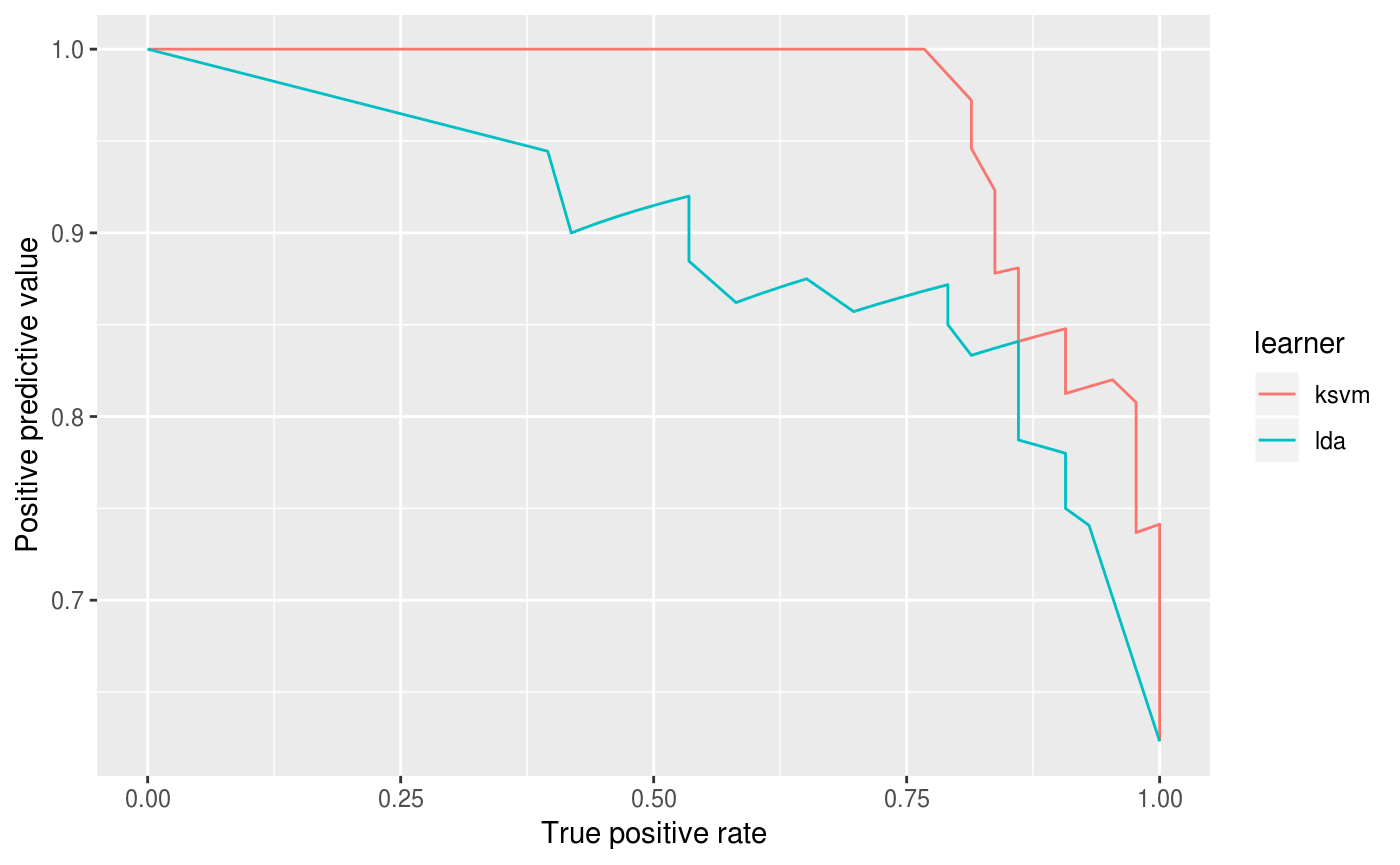 Positive predictive value
1.0
0.9
0.8
0.7
0.00 0.25 0.50 0.75 1.00
True positive rate
learner
ksvm
lda